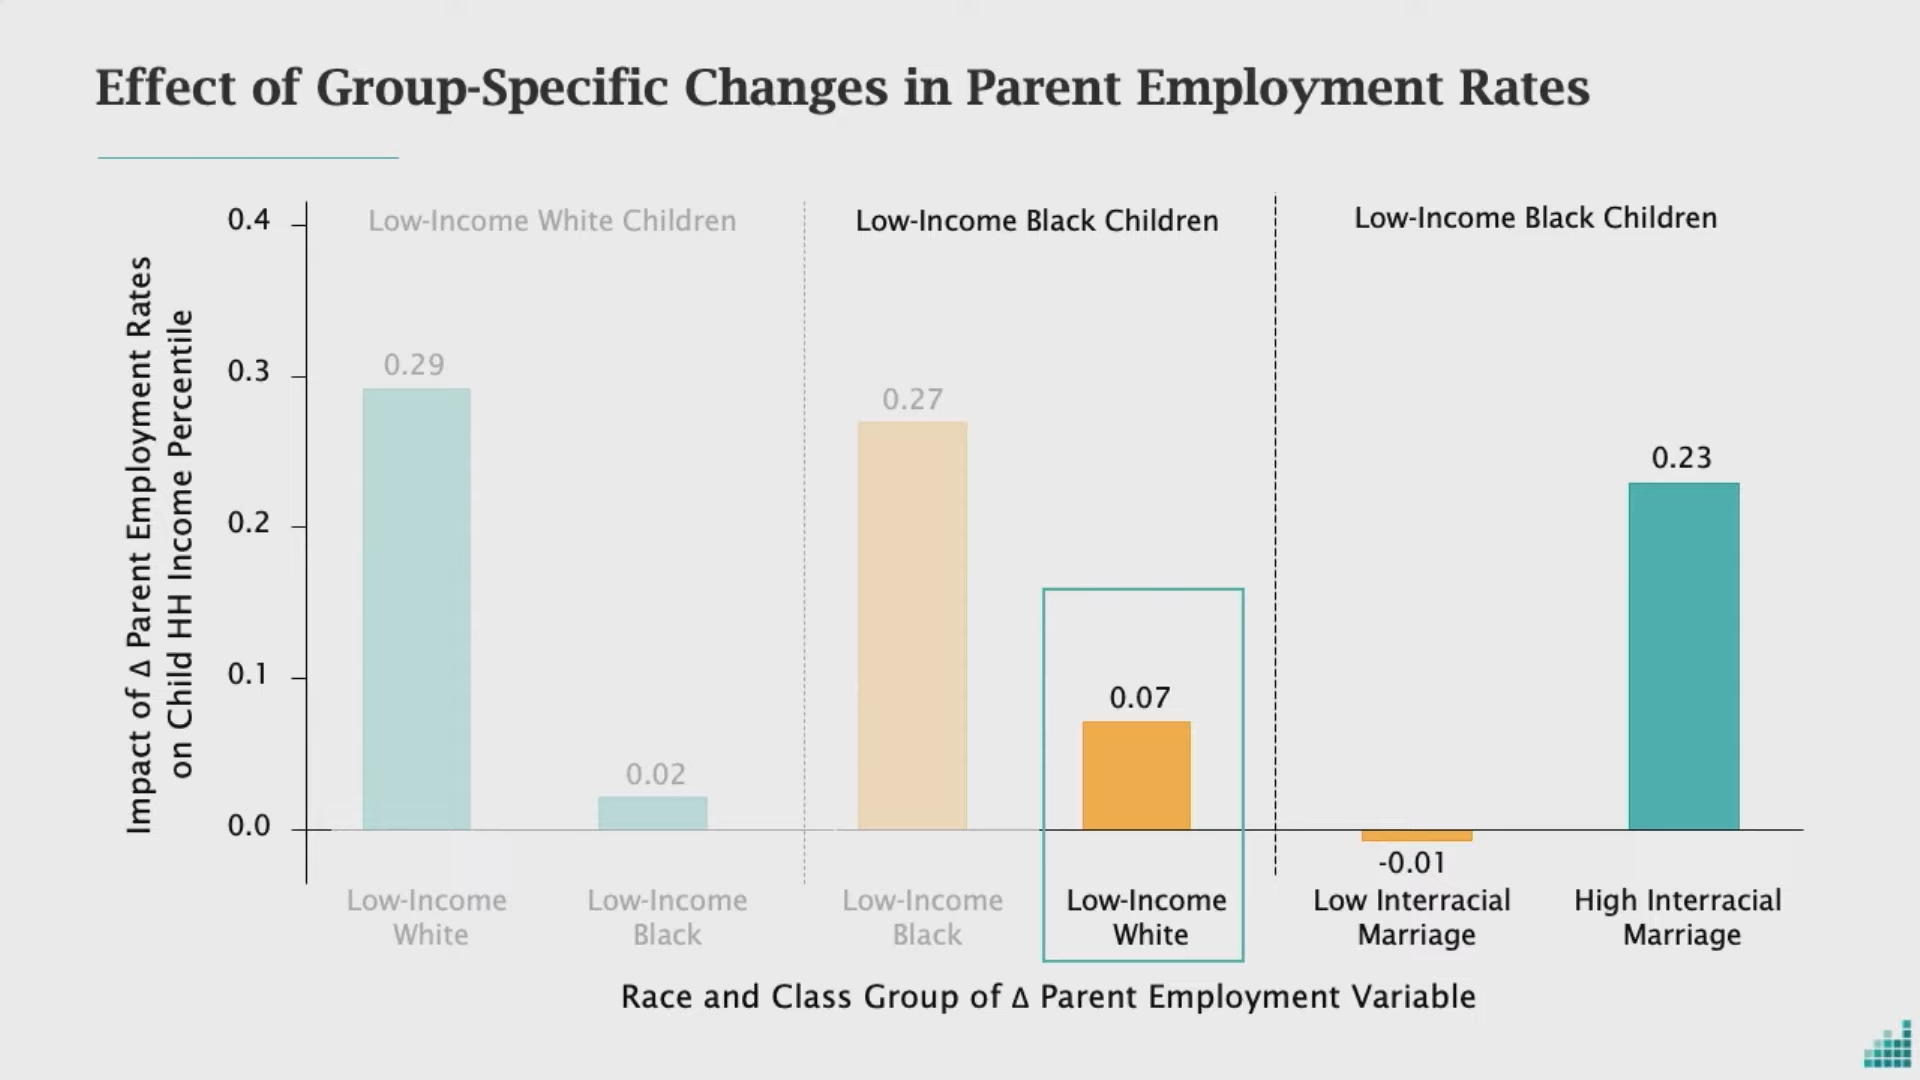 Effect of Group-Specific Changes in Parent Employment Rates
Impact of Δ Parent Employment Rates
on Child HH Income Percentile
0.4
0.3
0.2
0.1
0.0
Low-Income White Children
0.29
0.02
Low-Income
White
Low-Income
Black
Low-Income Black Children
0.27
0.07
Low-Income
Black
Low-Income
White
Low-Income Black Children
-0.01
0.23
Low Interracial
Marriage
High Interracial
Marriage
Race and Class Group of Δ Parent Employment Variable